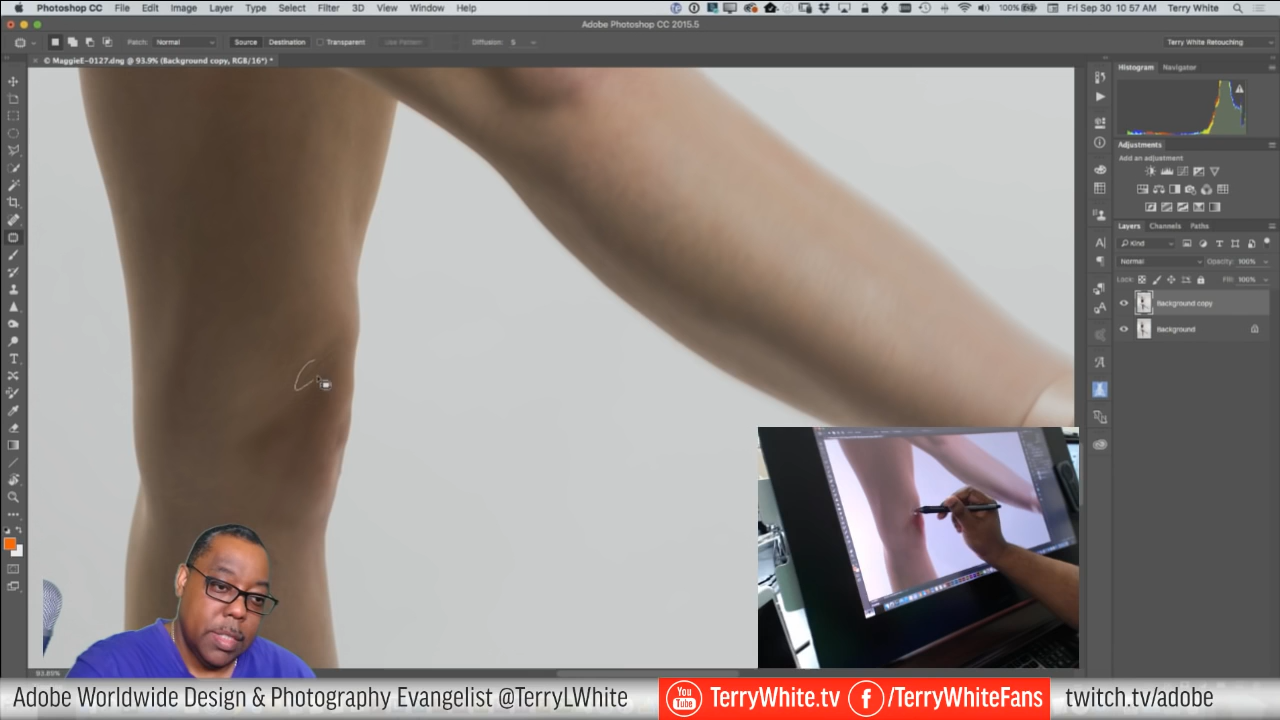 Photoshop CC File Edit Image Layer Type Select Filter 3D View Window Help 100% Fri Sep 30 10:57 AM Terry White
Adobe Photoshop CC 2015.5
Patch: Normal Source Destination Transparent Use Pattern Diffusion: 5 Terry White Retouching
× © MaggieE-0127.dng @ 93.9% (Background copy, RGB/16*) *
Histogram Navigator
Adjustments
Add an adjustment
Layers Channels Paths
Kind
Normal Opacity: 100%
Lock: Fill: 100%
Background copy
Background
Adobe Worldwide Design & Photography Evangelist @TerryLWhite
You Tube TerryWhite.tv f /TerryWhiteFans
twitch.tv/adobe